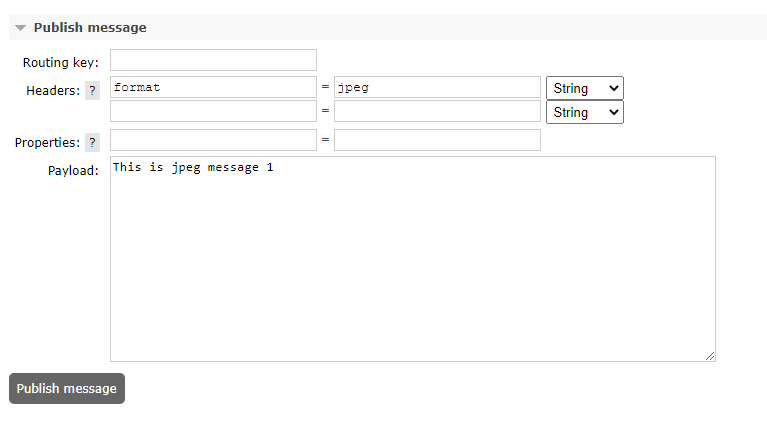 Publish message
Routing key:
Headers: ? format = jpeg String
= String
Properties: ? =
Payload: This is jpeg message 1
Publish message